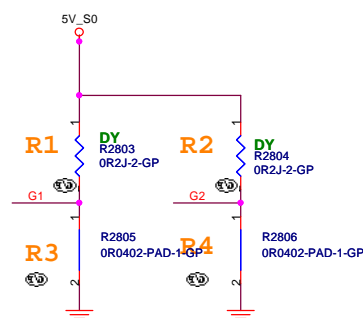 5V_S0
1
1
R1
DY
R2803
0R2J-2-GP
R2
DY
R2804
0R2J-2-GP
2
2
G1
G2
1
1
R3
R2805
0R0402-PAD-1-GP
R4
R2806
0R0402-PAD-1-GP
2
2